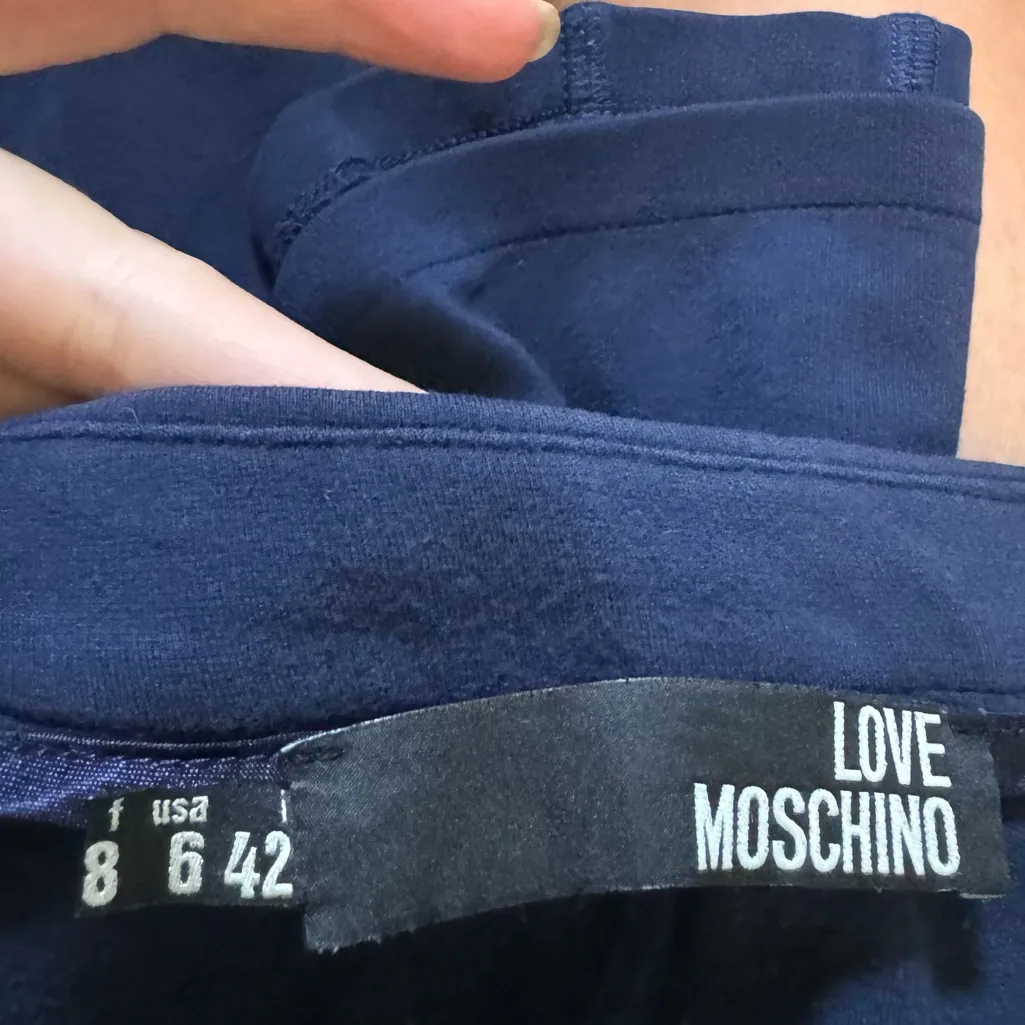 LOVE
MOSCHINO
f usa i
8 6 42